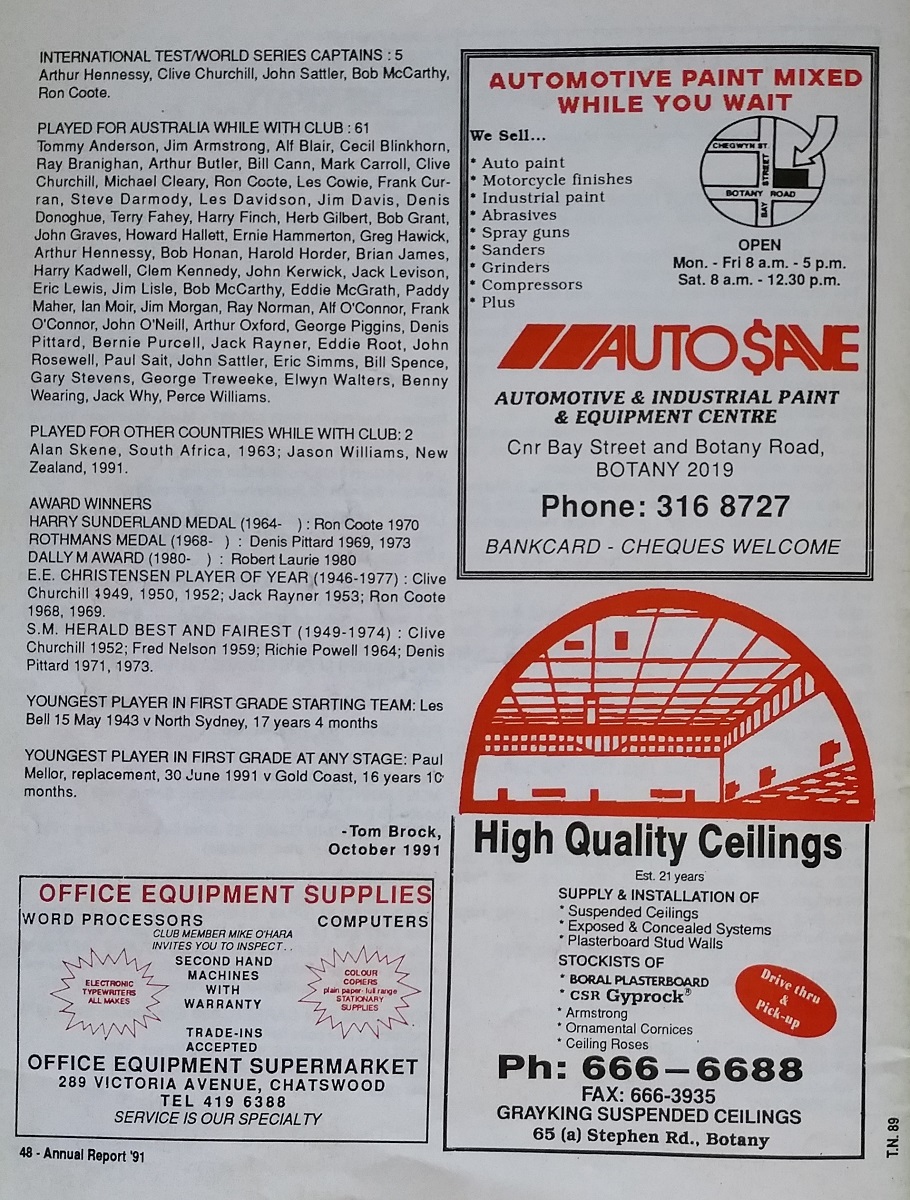 INTERNATIONAL TEST/WORLD SERIES CAPTAINS : 5
Arthur Hennessy, Clive Churchill, John Sattler, Bob McCarthy,
Ron Coote.
PLAYED FOR AUSTRALIA WHILE WITH CLUB : 61
Tommy Anderson, Jim Armstrong, Alf Blair, Cecil Blinkhorn,
Ray Branighan, Arthur Butler, Bill Cann, Mark Carroll, Clive
Churchill, Michael Cleary, Ron Coote, Les Cowie, Frank Cur-
ran, Steve Darmody, Les Davidson, Jim Davis, Denis
Donoghue, Terry Fahey, Harry Finch, Herb Gilbert, Bob Grant,
John Graves, Howard Hallett, Ernie Hammerton, Greg Hawick,
Arthur Hennessy, Bob Honan, Harold Horder, Brian James,
Harry Kadwell, Clem Kennedy, John Kerwick, Jack Levison,
Eric Lewis, Jim Lisle, Bob McCarthy, Eddie McGrath, Paddy
Maher, Ian Moir, Jim Morgan, Ray Norman, Alf O'Connor, Frank
O'Connor, John O'Neill, Arthur Oxford, George Piggins, Denis
Pittard, Bernie Purcell, Jack Rayner, Eddie Root, John
Rosewell, Paul Sait, John Sattler, Eric Simms, Bill Spence,
Gary Stevens, George Treweeke, Elwyn Walters, Benny
Wearing, Jack Why, Perce Williams.
PLAYED FOR OTHER COUNTRIES WHILE WITH CLUB: 2
Alan Skene, South Africa, 1963; Jason Williams, New
Zealand, 1991.
AWARD WINNERS
HARRY SUNDERLAND MEDAL (1964-   ) : Ron Coote 1970
ROTHMANS MEDAL (1968-   ) : Denis Pittard 1969, 1973
DALLY M AWARD (1980-   ) : Robert Laurie 1980
E.E. CHRISTENSEN PLAYER OF YEAR (1946-1977) : Clive
Churchill 1949, 1950, 1952; Jack Rayner 1953; Ron Coote
1968, 1969.
S.M. HERALD BEST AND FAIREST (1949-1974) : Clive
Churchill 1952; Fred Nelson 1959; Richie Powell 1964; Denis
Pittard 1971, 1973.
YOUNGEST PLAYER IN FIRST GRADE STARTING TEAM: Les
Bell 15 May 1943 v North Sydney, 17 years 4 months
YOUNGEST PLAYER IN FIRST GRADE AT ANY STAGE: Paul
Mellor, replacement, 30 June 1991 v Gold Coast, 16 years 10
months.
-Tom Brock,
October 1991
OFFICE EQUIPMENT SUPPLIES
WORD PROCESSORS COMPUTERS
CLUB MEMBER MIKE O'HARA
INVITES YOU TO INSPECT...
ELECTRONIC
TYPEWRITERS
ALL MAKES
SECOND HAND
MACHINES
WITH
WARRANTY
TRADE-INS
ACCEPTED
COLOUR
COPIERS
plain paper- full range
STATIONARY
SUPPLIES
OFFICE EQUIPMENT SUPERMARKET
289 VICTORIA AVENUE, CHATSWOOD
TEL 419 6388
SERVICE IS OUR SPECIALTY
48 - Annual Report '91
AUTOMOTIVE PAINT MIXED
WHILE YOU WAIT
We Sell...
* Auto paint
* Motorcycle finishes
* Industrial paint
* Abrasives
* Spray guns
* Sanders
* Grinders
* Compressors
* Plus
CHEGWYN ST
STREET
BOTANY ROAD
BAY
OPEN
Mon. - Fri 8 a.m. - 5 p.m.
Sat. 8 a.m. - 12.30 p.m.
AUTO$AVE
AUTOMOTIVE & INDUSTRIAL PAINT
& EQUIPMENT CENTRE
Cnr Bay Street and Botany Road,
BOTANY 2019
Phone: 316 8727
BANKCARD - CHEQUES WELCOME
High Quality Ceilings
Est. 21 years
SUPPLY & INSTALLATION OF
* Suspended Ceilings
* Exposed & Concealed Systems
* Plasterboard Stud Walls
STOCKISTS OF
* BORAL PLASTERBOARD
* CSR Gyprock®
* Armstrong
* Ornamental Cornices
* Ceiling Roses
Drive thru
&
Pick-up
Ph: 666-6688
FAX: 666-3935
GRAYKING SUSPENDED CEILINGS
65 (a) Stephen Rd., Botany
T.N. 89